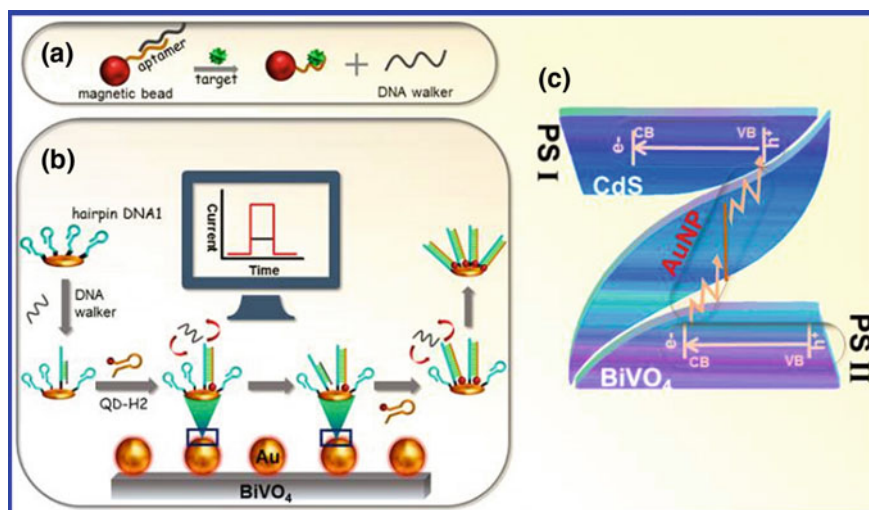 (a)
aptamer
magnetic bead
target
+
DNA walker
(b)
hairpin DNA1
Current
Time
DNA
walker
QD-H2
Au
BiVO₄
(c)
PS I
e-
CB
VB
h⁺
CdS
AuNP
e-
CB
VB
h⁺
PS II
BiVO₄